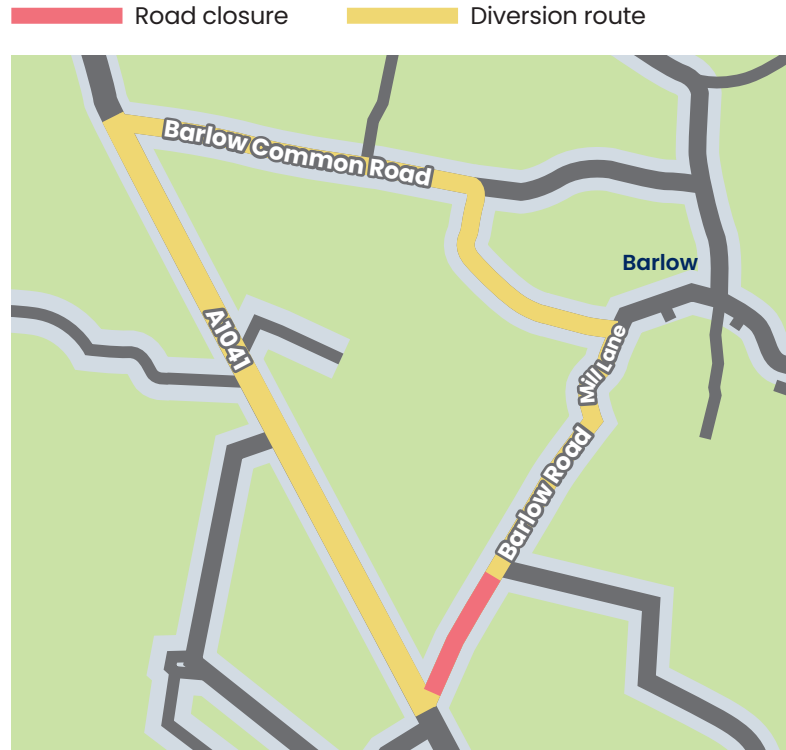 Road closure
Diversion route
Barlow Common Road
Barlow
A1041
Mill Lane
Barlow Road